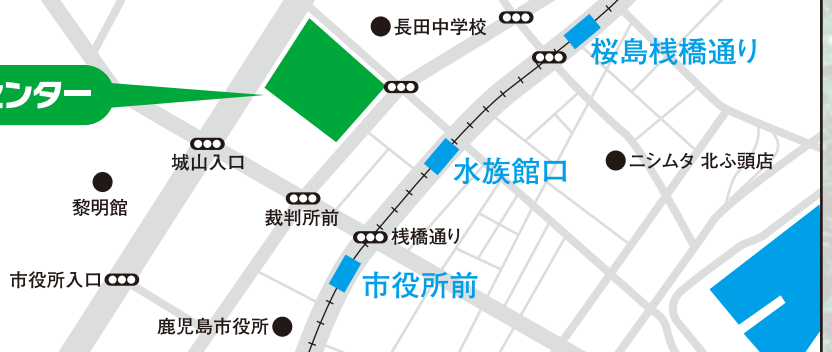 長田中学校
桜島桟橋通り
センター
城山入口
水族館口
ニシムタ 北ふ頭店
黎明館
裁判所前
桟橋通り
市役所入口
市役所前
鹿児島市役所